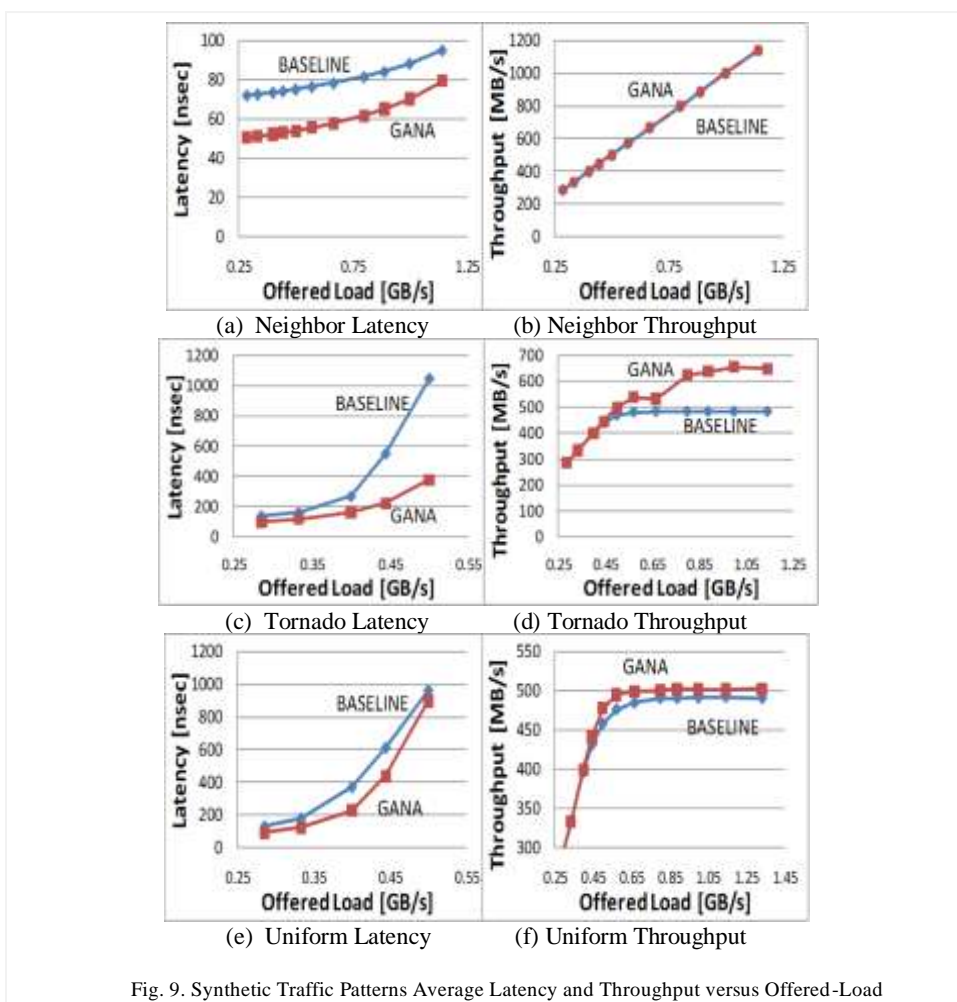 100
80
60
40
20
0
Latency [nsec]
BASELINE
GANA
0.25 0.75 1.25
Offered Load [GB/s]
1200
1000
800
600
400
200
0
Throughput [MB/s]
GANA
BASELINE
0.25 0.75 1.25
Offered Load [GB/s]
(a) Neighbor Latency
(b) Neighbor Throughput
1200
1000
800
600
400
200
0
Latency [nsec]
BASELINE
GANA
0.25 0.35 0.45 0.55
Offered Load [GB/s]
700
600
500
400
300
200
100
0
Throughput [MB/s]
GANA
BASELINE
0.25 0.45 0.65 0.85 1.05 1.25
Offered Load [GB/s]
(c) Tornado Latency
(d) Tornado Throughput
1200
1000
800
600
400
200
0
Latency [nsec]
BASELINE
GANA
0.25 0.35 0.45 0.55
Offered Load [GB/s]
550
500
450
400
350
300
Throughput [MB/s]
GANA
BASELINE
0.25 0.45 0.65 0.85 1.05 1.25 1.45
Offered Load [GB/s]
(e) Uniform Latency
(f) Uniform Throughput
Fig. 9. Synthetic Traffic Patterns Average Latency and Throughput versus Offered-Load